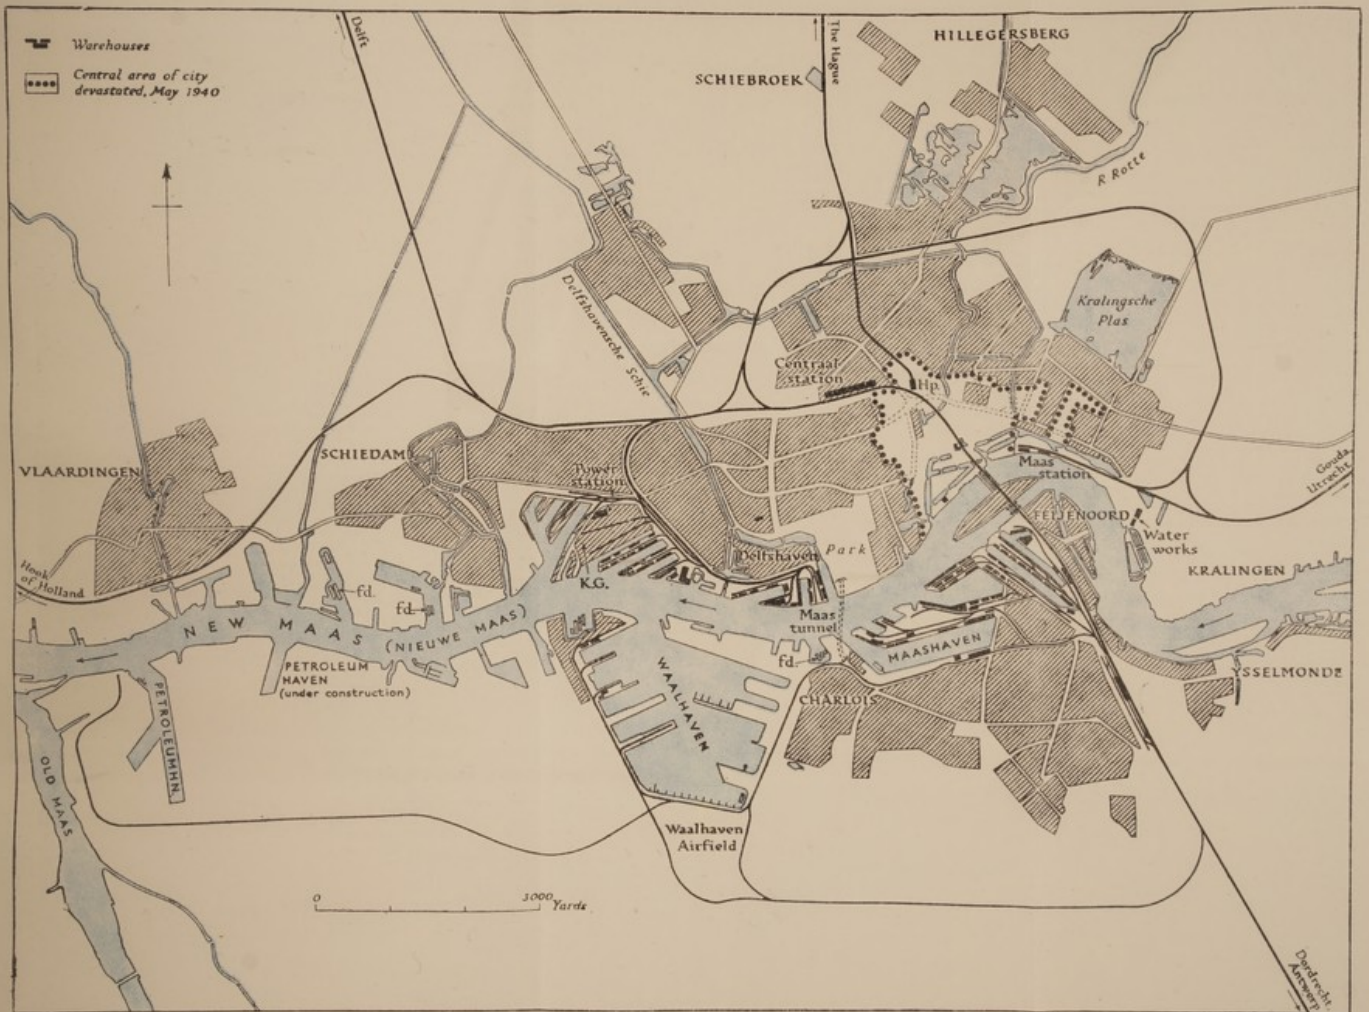 Warehouses
Central area of city
devastated, May 1940
Delft
The Hague
HILLEGERSBERG
SCHIEBROEK
R Rotte
Delfshavensche Schie
Kralingsche
Plas
Centraal
station
Hp.
VLAARDINGEN
SCHIEDAM
Power
station
Maas
station
Gouda,
Utrecht
FEIJENOORD
Water
works
KRALINGEN
Hook
of Holland
Delfshaven
Park
K.G.
fd.
fd.
NEW MAAS (NIEUWE MAAS)
Maas
tunnel
MAASHAVEN
fd.
PETROLEUM
HAVEN
(under construction)
PETROLEUMHN.
WAALHAVEN
CHARLOIS
YSSELMONDE
OLD MAAS
Waalhaven
Airfield
0 3000
Yards
Dordrecht,
Antwerp